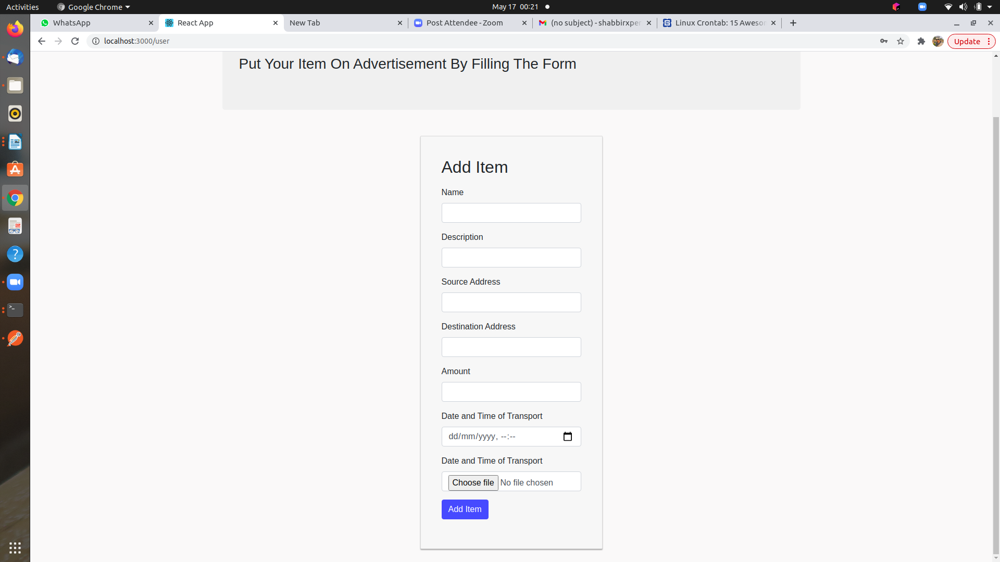 Activities
Google Chrome
May 17 00:21
WhatsApp
React App
New Tab
Post Attendee - Zoom
(no subject) - shabbirxper
Linux Crontab: 15 Aweso
localhost:3000/user
Update
Put Your Item On Advertisement By Filling The Form
Add Item
Name
Description
Source Address
Destination Address
Amount
Date and Time of Transport
dd/mm/yyyy, --:--
Date and Time of Transport
Choose file No file chosen
Add Item